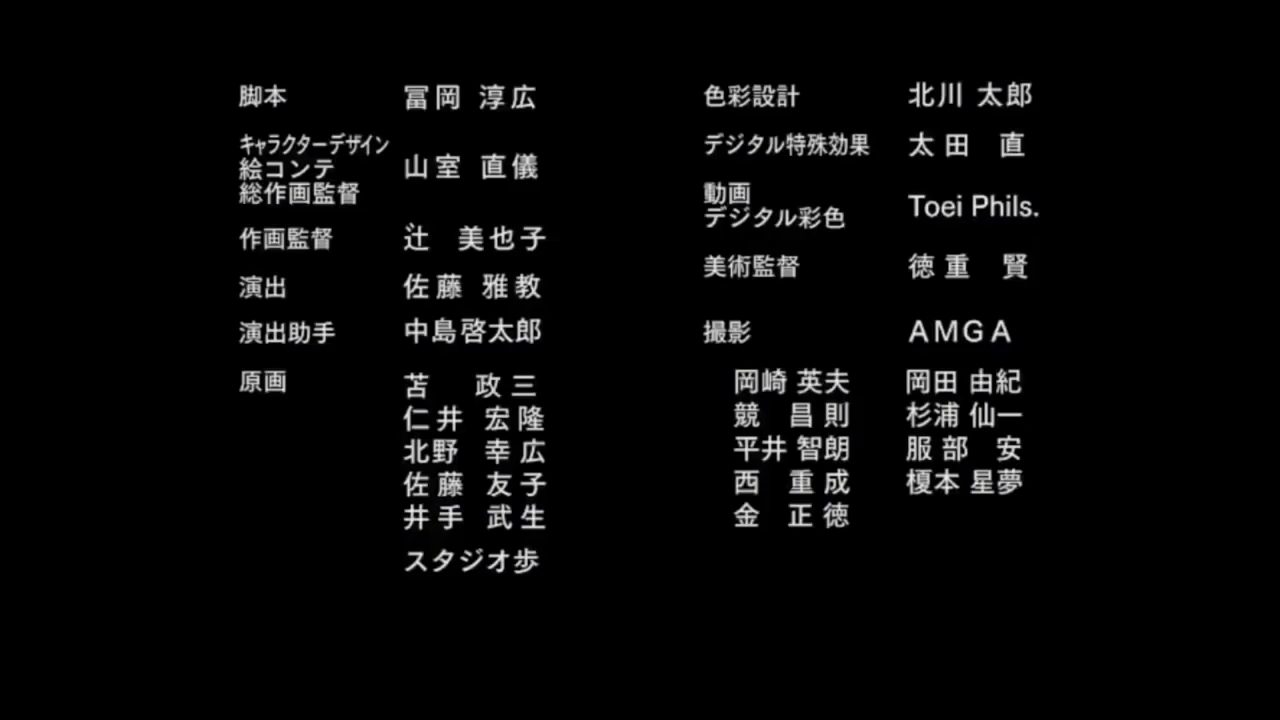 脚本 冨岡 淳広
キャラクターデザイン
絵コンテ
総作画監督
山室 直儀
作画監督 辻 美也子
演出 佐藤 雅教
演出助手 中島啓太郎
原画 苫 政三
仁井 宏隆
北野 幸広
佐藤 友子
井手 武生
スタジオ歩
色彩設計 北川 太郎
デジタル特殊効果 太田 直
動画
デジタル彩色
Toei Phils.
美術監督 徳重 賢
撮影 AMGA
岡崎 英夫 岡田 由紀
競 昌則 杉浦 仙一
平井 智朗 服部 安
西 重成 榎本 星夢
金 正徳